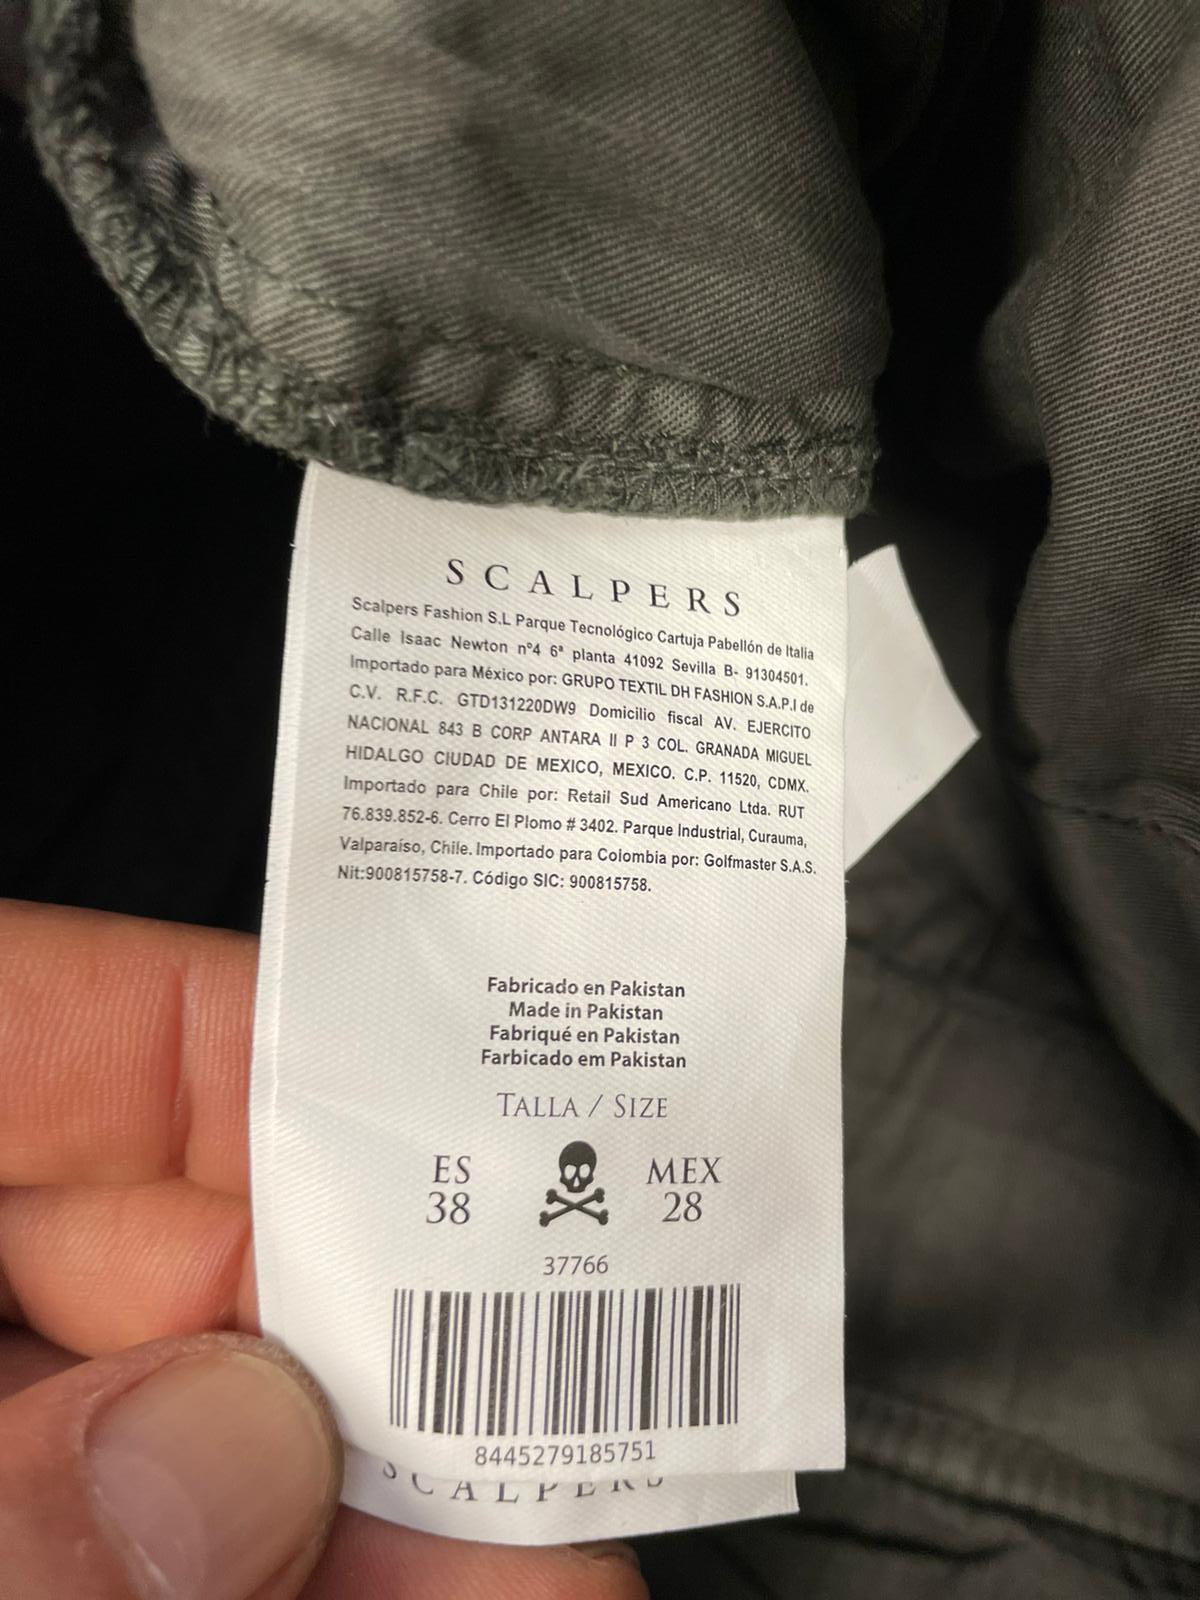 SCALPERS
Scalpers Fashion S.L Parque Tecnológico Cartuja Pabellón de Italia
Calle Isaac Newton nº4 6ª planta 41092 Sevilla B- 91304501.
Importado para México por: GRUPO TEXTIL DH FASHION S.A.P.I de
C.V. R.F.C. GTD131220DW9 Domicilio fiscal AV. EJERCITO
NACIONAL 843 B CORP ANTARA II P 3 COL. GRANADA MIGUEL
HIDALGO CIUDAD DE MEXICO, MEXICO. C.P. 11520, CDMX.
Importado para Chile por: Retail Sud Americano Ltda. RUT
76.839.852-6. Cerro El Plomo # 3402. Parque Industrial, Curauma,
Valparaíso, Chile. Importado para Colombia por: Golfmaster S.A.S.
Nit:900815758-7. Código SIC: 900815758.
Fabricado en Pakistan
Made in Pakistan
Fabriqué en Pakistan
Farbicado em Pakistan
TALLA / SIZE
ES MEX
38 28
37766
8445279185751
SCALPERS